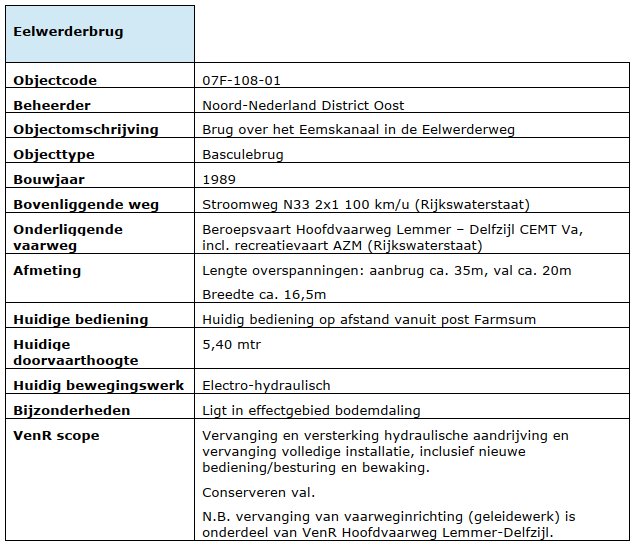 Eelwerderbrug
Objectcode 07F-108-01
Beheerder Noord-Nederland District Oost
Objectomschrijving Brug over het Eemskanaal in de Eelwerderweg
Objecttype Basculebrug
Bouwjaar 1989
Bovenliggende weg Stroomweg N33 2x1 100 km/u (Rijkswaterstaat)
Onderliggende
vaarweg
Beroepsvaart Hoofdvaarweg Lemmer – Delfzijl CEMT Va,
incl. recreatievaart AZM (Rijkswaterstaat)
Afmeting Lengte overspanningen: aanbrug ca. 35m, val ca. 20m
Breedte ca. 16,5m
Huidige bediening Huidig bediening op afstand vanuit post Farmsum
Huidige
doorvaarthoogte
5,40 mtr
Huidig bewegingswerk Electro-hydraulisch
Bijzonderheden Ligt in effectgebied bodemdaling
VenR scope Vervanging en versterking hydraulische aandrijving en
vervanging volledige installatie, inclusief nieuwe
bediening/besturing en bewaking.
Conserveren val.
N.B. vervanging van vaarweginrichting (geleidewerk) is
onderdeel van VenR Hoofdvaarweg Lemmer-Delfzijl.